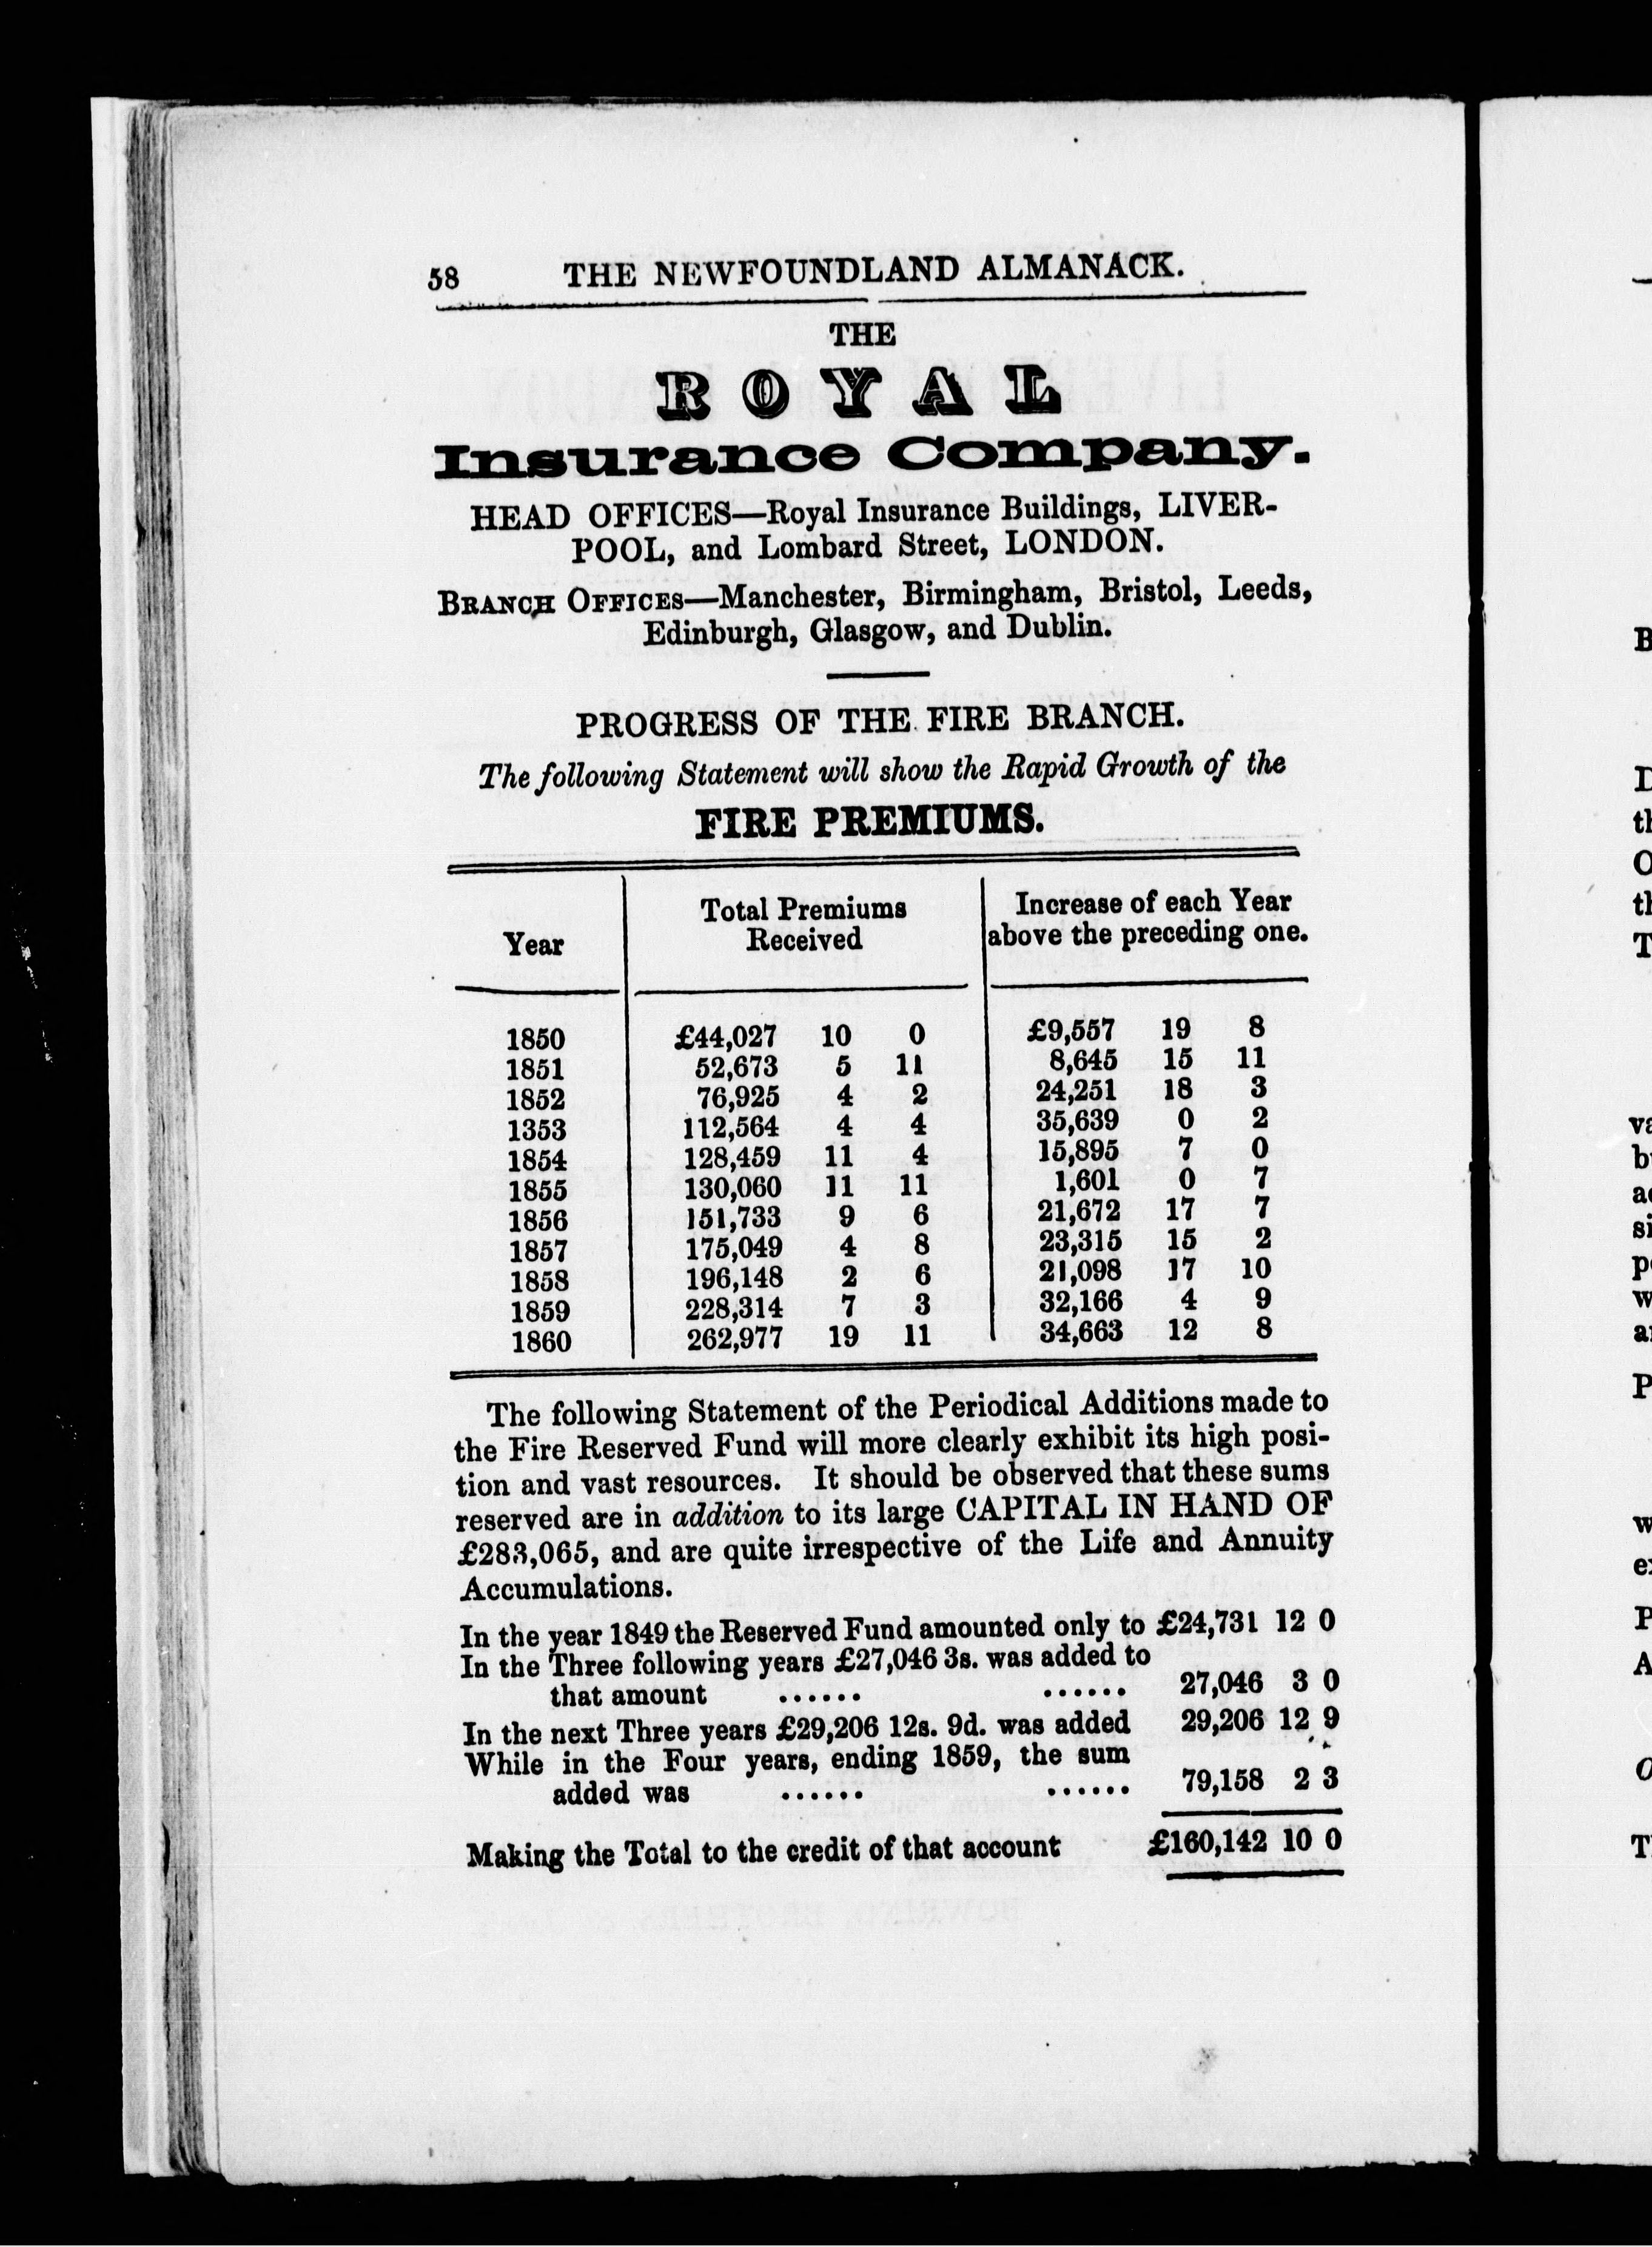 58 THE NEWFOUNDLAND ALMANACK.
THE
ROYAL
Insurance Company.
HEAD OFFICES—Royal Insurance Buildings, LIVER-
POOL, and Lombard Street, LONDON.
BRANCH OFFICES—Manchester, Birmingham, Bristol, Leeds,
Edinburgh, Glasgow, and Dublin.
PROGRESS OF THE FIRE BRANCH.
The following Statement will show the Rapid Growth of the
FIRE PREMIUMS.
Year Total Premiums Received Increase of each Year above the preceding one.
1850 £44,027 10 0 £9,557 19 8
1851 52,673 5 11 8,645 15 11
1852 76,925 4 2 24,251 18 3
1353 112,564 4 4 35,639 0 2
1854 128,459 11 4 15,895 7 0
1855 130,060 11 11 1,601 0 7
1856 151,733 9 6 21,672 17 7
1857 175,049 4 8 23,315 15 2
1858 196,148 2 6 21,098 17 10
1859 228,314 7 3 32,166 4 9
1860 262,977 19 11 34,663 12 8
The following Statement of the Periodical Additions made to
the Fire Reserved Fund will more clearly exhibit its high posi-
tion and vast resources. It should be observed that these sums
reserved are in addition to its large CAPITAL IN HAND OF
£283,065, and are quite irrespective of the Life and Annuity
Accumulations.
In the year 1849 the Reserved Fund amounted only to £24,731 12 0
In the Three following years £27,046 3s. was added to
that amount ...... ...... 27,046 3 0
In the next Three years £29,206 12s. 9d. was added 29,206 12 9
While in the Four years, ending 1859, the sum
added was ...... ...... 79,158 2 3
Making the Total to the credit of that account £160,142 10 0